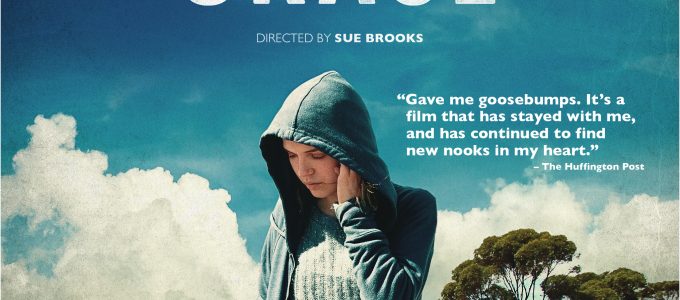 DIRECTED BY SUE BROOKS
“Gave me goosebumps. It’s a
film that has stayed with me,
and has continued to find
new nooks in my heart.”
– The Huffington Post